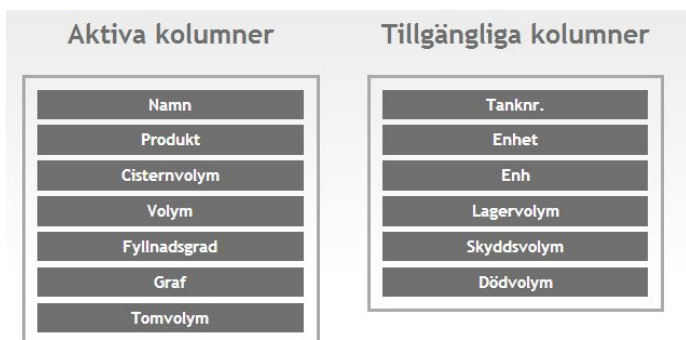 Aktiva kolumner
Namn
Produkt
Cisternvolym
Volym
Fyllnadsgrad
Graf
Tomvolym
Tillgängliga kolumner
Tanknr.
Enhet
Enh
Lagervolym
Skyddsvolym
Dödvolym